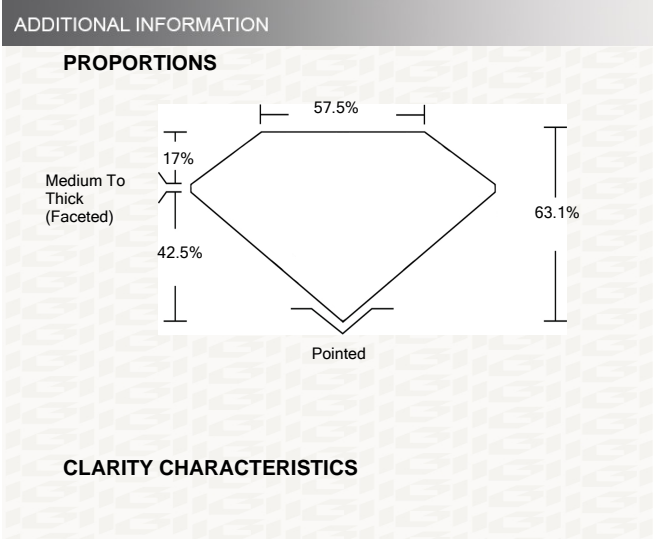 ADDITIONAL INFORMATION
PROPORTIONS
57.5%
17%
Medium To
Thick
(Faceted)
63.1%
42.5%
Pointed
CLARITY CHARACTERISTICS